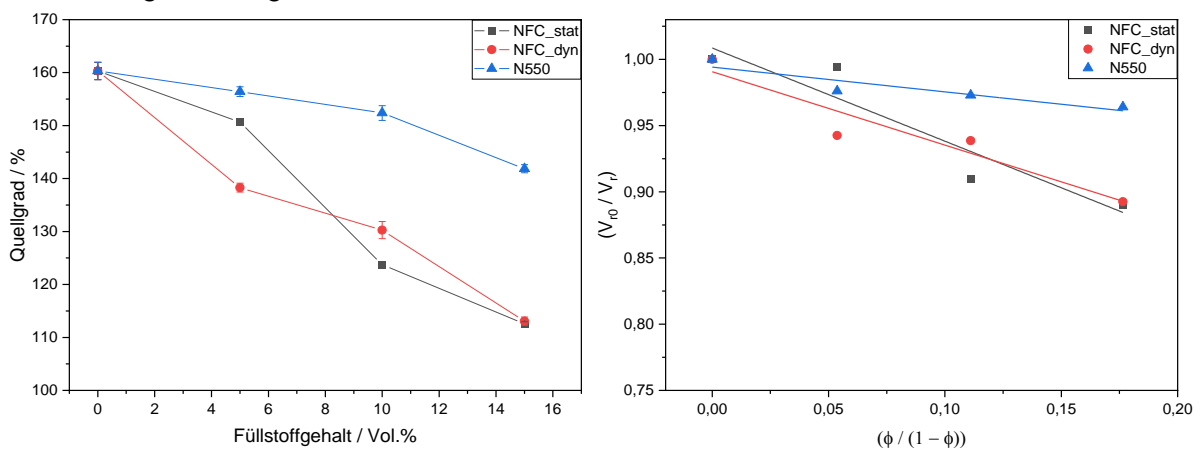 170
160
150
140
130
120
110
100
Quellgrad / %
0
2
4
6
8
10
12
14
16
Füllstoffgehalt / Vol.%
NFC_stat
NFC_dyn
N550
1,00
0,95
0,90
0,85
0,80
0,75
(Vr0 / Vr)
0,00
0,05
0,10
0,15
0,20
(ϕ / (1 − ϕ))
NFC_stat
NFC_dyn
N550